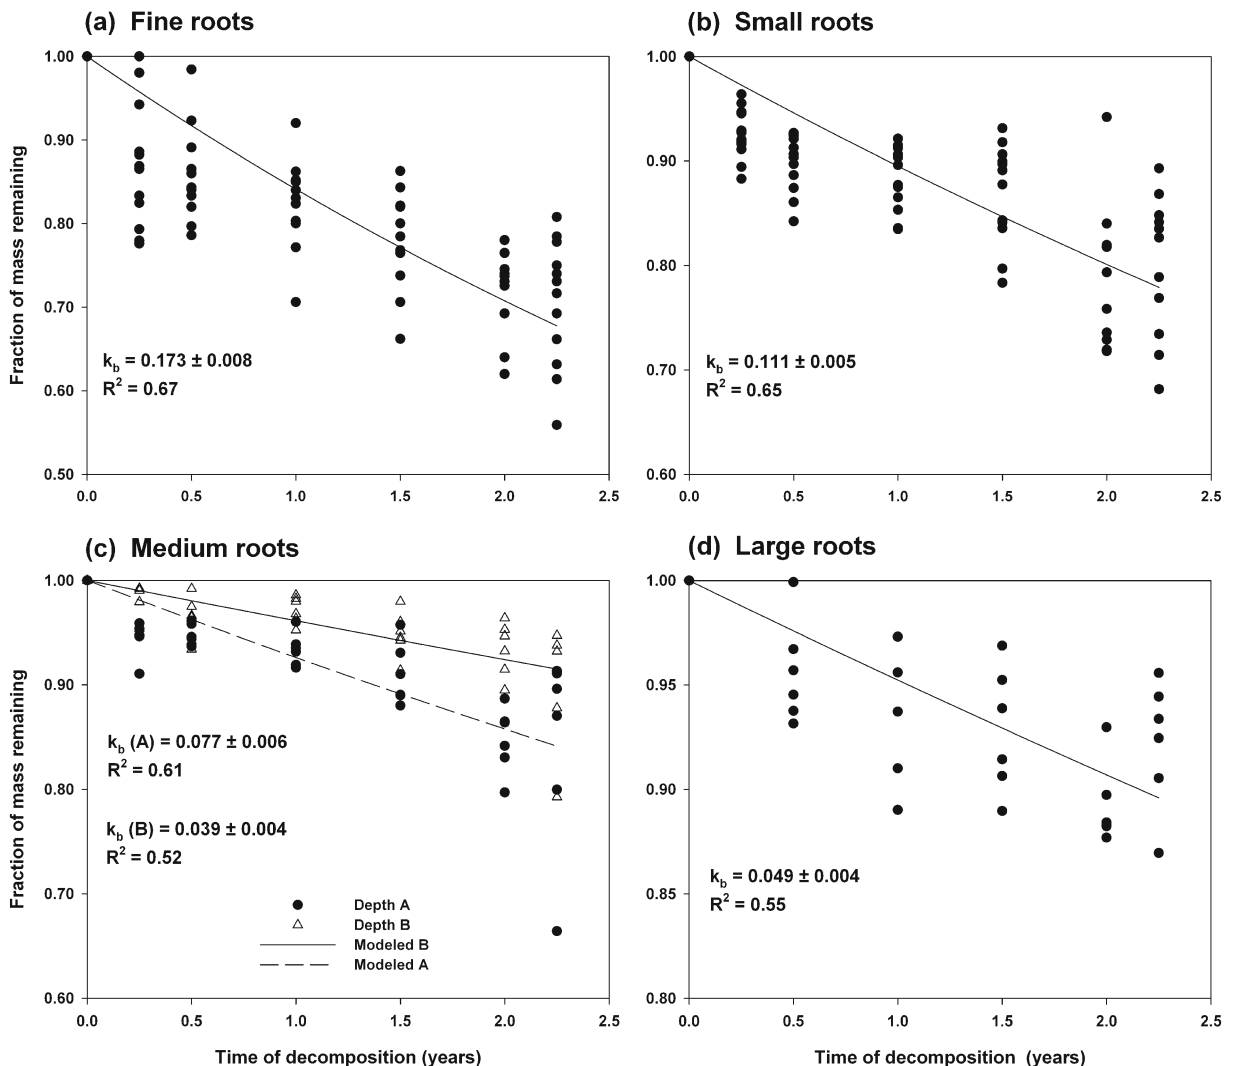 (a) Fine roots
(b) Small roots
1.00
0.90
0.80
0.70
0.60
0.50
Fraction of mass remaining
k_b = 0.173 ± 0.008
R² = 0.67
0.0 0.5 1.0 1.5 2.0 2.5
1.00
0.90
0.80
0.70
0.60
k_b = 0.111 ± 0.005
R² = 0.65
0.0 0.5 1.0 1.5 2.0 2.5
(c) Medium roots
(d) Large roots
1.00
0.90
0.80
0.70
0.60
Fraction of mass remaining
k_b (A) = 0.077 ± 0.006
R² = 0.61
k_b (B) = 0.039 ± 0.004
R² = 0.52
Depth A
Depth B
Modeled B
Modeled A
0.0 0.5 1.0 1.5 2.0 2.5
Time of decomposition (years)
1.00
0.95
0.90
0.85
0.80
k_b = 0.049 ± 0.004
R² = 0.55
0.0 0.5 1.0 1.5 2.0 2.5
Time of decomposition (years)